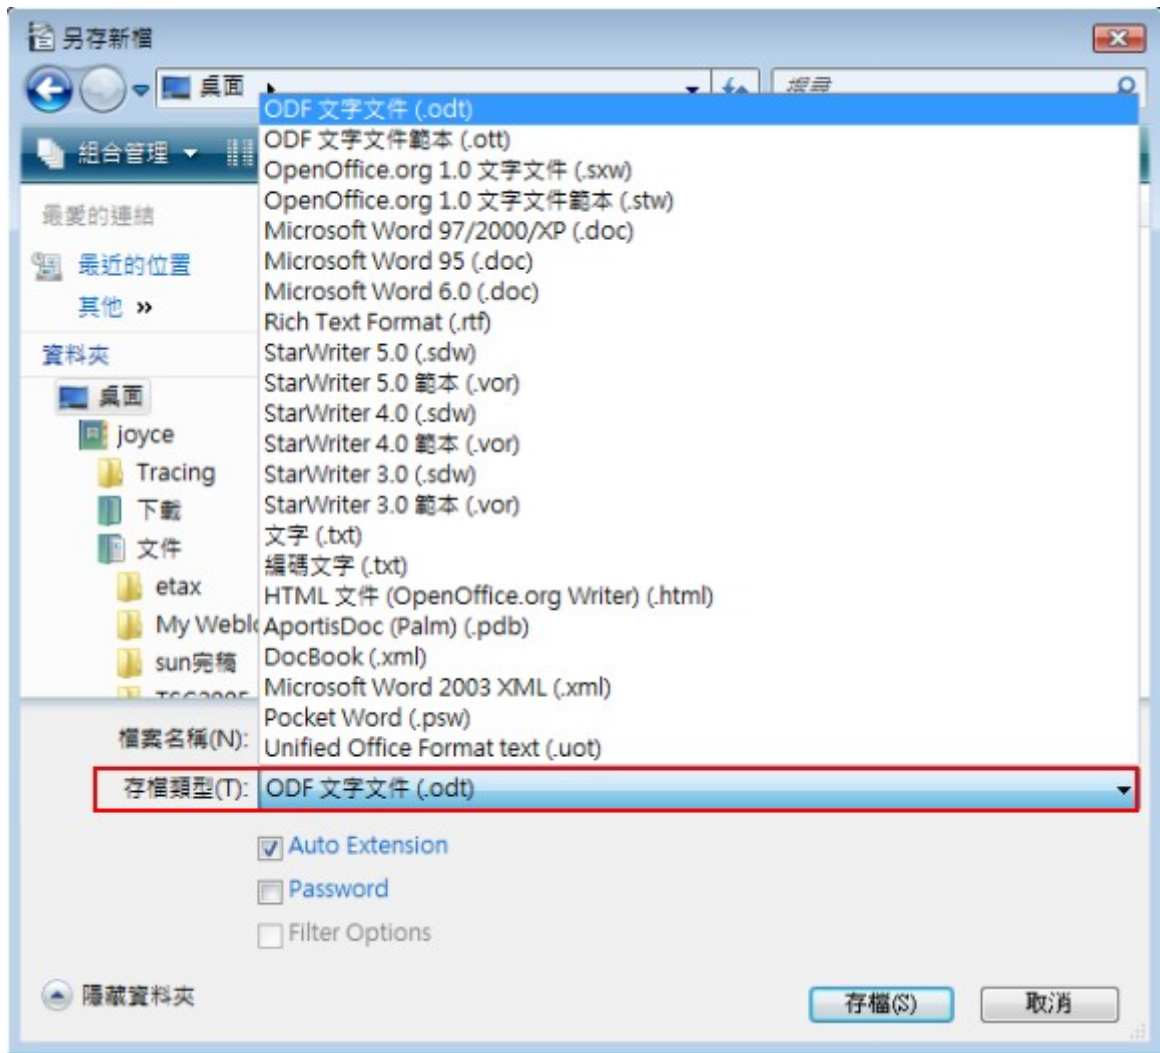 另存新檔
桌面
搜尋
組合管理
最愛的連結
最近的位置
其他 »
資料夾
桌面
joyce
Tracing
下載
文件
etax
My Weblo
sun完稿
TSG2005
ODF 文字文件 (.odt)
ODF 文字文件範本 (.ott)
OpenOffice.org 1.0 文字文件 (.sxw)
OpenOffice.org 1.0 文字文件範本 (.stw)
Microsoft Word 97/2000/XP (.doc)
Microsoft Word 95 (.doc)
Microsoft Word 6.0 (.doc)
Rich Text Format (.rtf)
StarWriter 5.0 (.sdw)
StarWriter 5.0 範本 (.vor)
StarWriter 4.0 (.sdw)
StarWriter 4.0 範本 (.vor)
StarWriter 3.0 (.sdw)
StarWriter 3.0 範本 (.vor)
文字 (.txt)
編碼文字 (.txt)
HTML 文件 (OpenOffice.org Writer) (.html)
AportisDoc (Palm) (.pdb)
DocBook (.xml)
Microsoft Word 2003 XML (.xml)
Pocket Word (.psw)
Unified Office Format text (.uot)
檔案名稱(N):
存檔類型(T): ODF 文字文件 (.odt)
Auto Extension
Password
Filter Options
隱藏資料夾
存檔(S) 取消